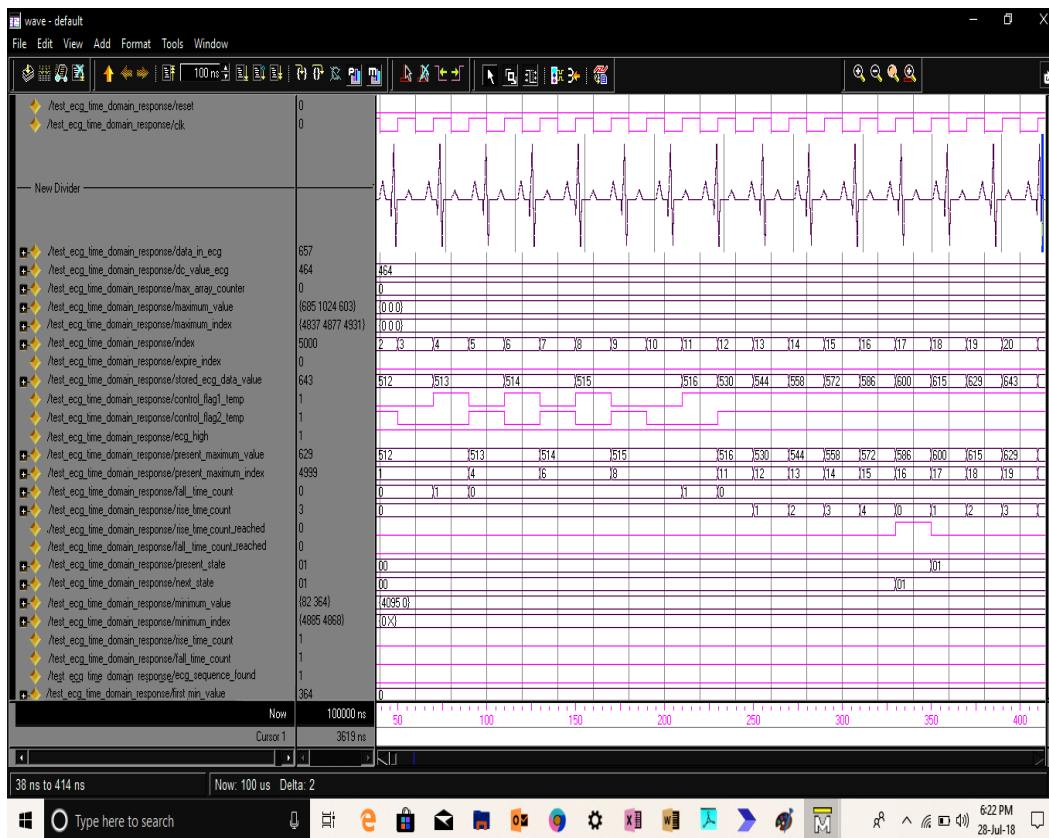 wave - default
File Edit View Add Format Tools Window
100 ns
/test_ecg_time_domain_response/reset 0
/test_ecg_time_domain_response/clk 0
New Divider
/test_ecg_time_domain_response/data_in_ecg 657
/test_ecg_time_domain_response/dc_value_ecg 464 464
/test_ecg_time_domain_response/max_array_counter 0 0
/test_ecg_time_domain_response/maximum_value {685 1024 603} {0 0 0}
/test_ecg_time_domain_response/maximum_index {4837 4877 4931} {0 0 0}
/test_ecg_time_domain_response/index 5000 2 3 4 5 6 7 8 9 10 11 12 13 14 15 16 17 18 19 20
/test_ecg_time_domain_response/expire_index 0
/test_ecg_time_domain_response/stored_ecg_data_value 643 512 513 514 515 516 530 544 558 572 586 600 615 629 643
/test_ecg_time_domain_response/control_flag1_temp 1
/test_ecg_time_domain_response/control_flag2_temp 1
/test_ecg_time_domain_response/ecg_high 1
/test_ecg_time_domain_response/present_maximum_value 629 512 513 514 515 516 530 544 558 572 586 600 615 629
/test_ecg_time_domain_response/present_maximum_index 4999 1 4 6 8 11 12 13 14 15 16 17 18 19
/test_ecg_time_domain_response/fall_time_count 0 0 1 0 1 0
/test_ecg_time_domain_response/rise_time_count 3 0 1 2 3 4 0 1 2 3
/test_ecg_time_domain_response/rise_time_count_reached 0
/test_ecg_time_domain_response/fall_time_count_reached 0
/test_ecg_time_domain_response/present_state 01 00 01
/test_ecg_time_domain_response/next_state 01 00 01
/test_ecg_time_domain_response/minimum_value {82 364} {4095 0}
/test_ecg_time_domain_response/minimum_index {4885 4868} {0 X}
/test_ecg_time_domain_response/rise_time_count 1
/test_ecg_time_domain_response/fall_time_count 1
/test_ecg_time_domain_response/ecg_sequence_found 1
/test_ecg_time_domain_response/first_min_value 364 0
Now 100000 ns 50 100 150 200 250 300 350 400
Cursor 1 3619 ns
38 ns to 414 ns Now: 100 us Delta: 2
Type here to search
6:22 PM
28-Jul-18